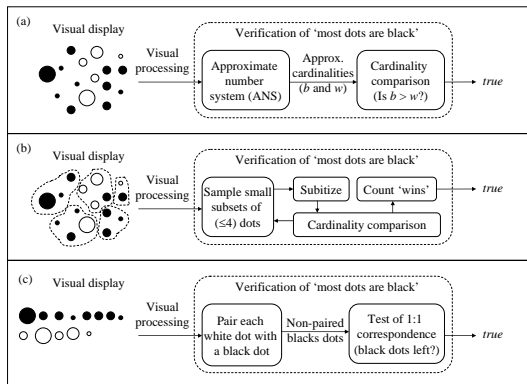 (a)
Visual display
Visual
processing
Verification of ‘most dots are black’
Approximate
number
system (ANS)
Approx.
cardinalities
(b and w)
Cardinality
comparison
(Is b > w?)
true
(b)
Visual display
Visual
processing
Verification of ‘most dots are black’
Sample small
subsets of
(≤4) dots
Subitize
Count ‘wins’
Cardinality comparison
true
(c)
Visual display
Visual
processing
Verification of ‘most dots are black’
Pair each
white dot with
a black dot
Non-paired
blacks dots
Test of 1:1
correspondence
(black dots left?)
true